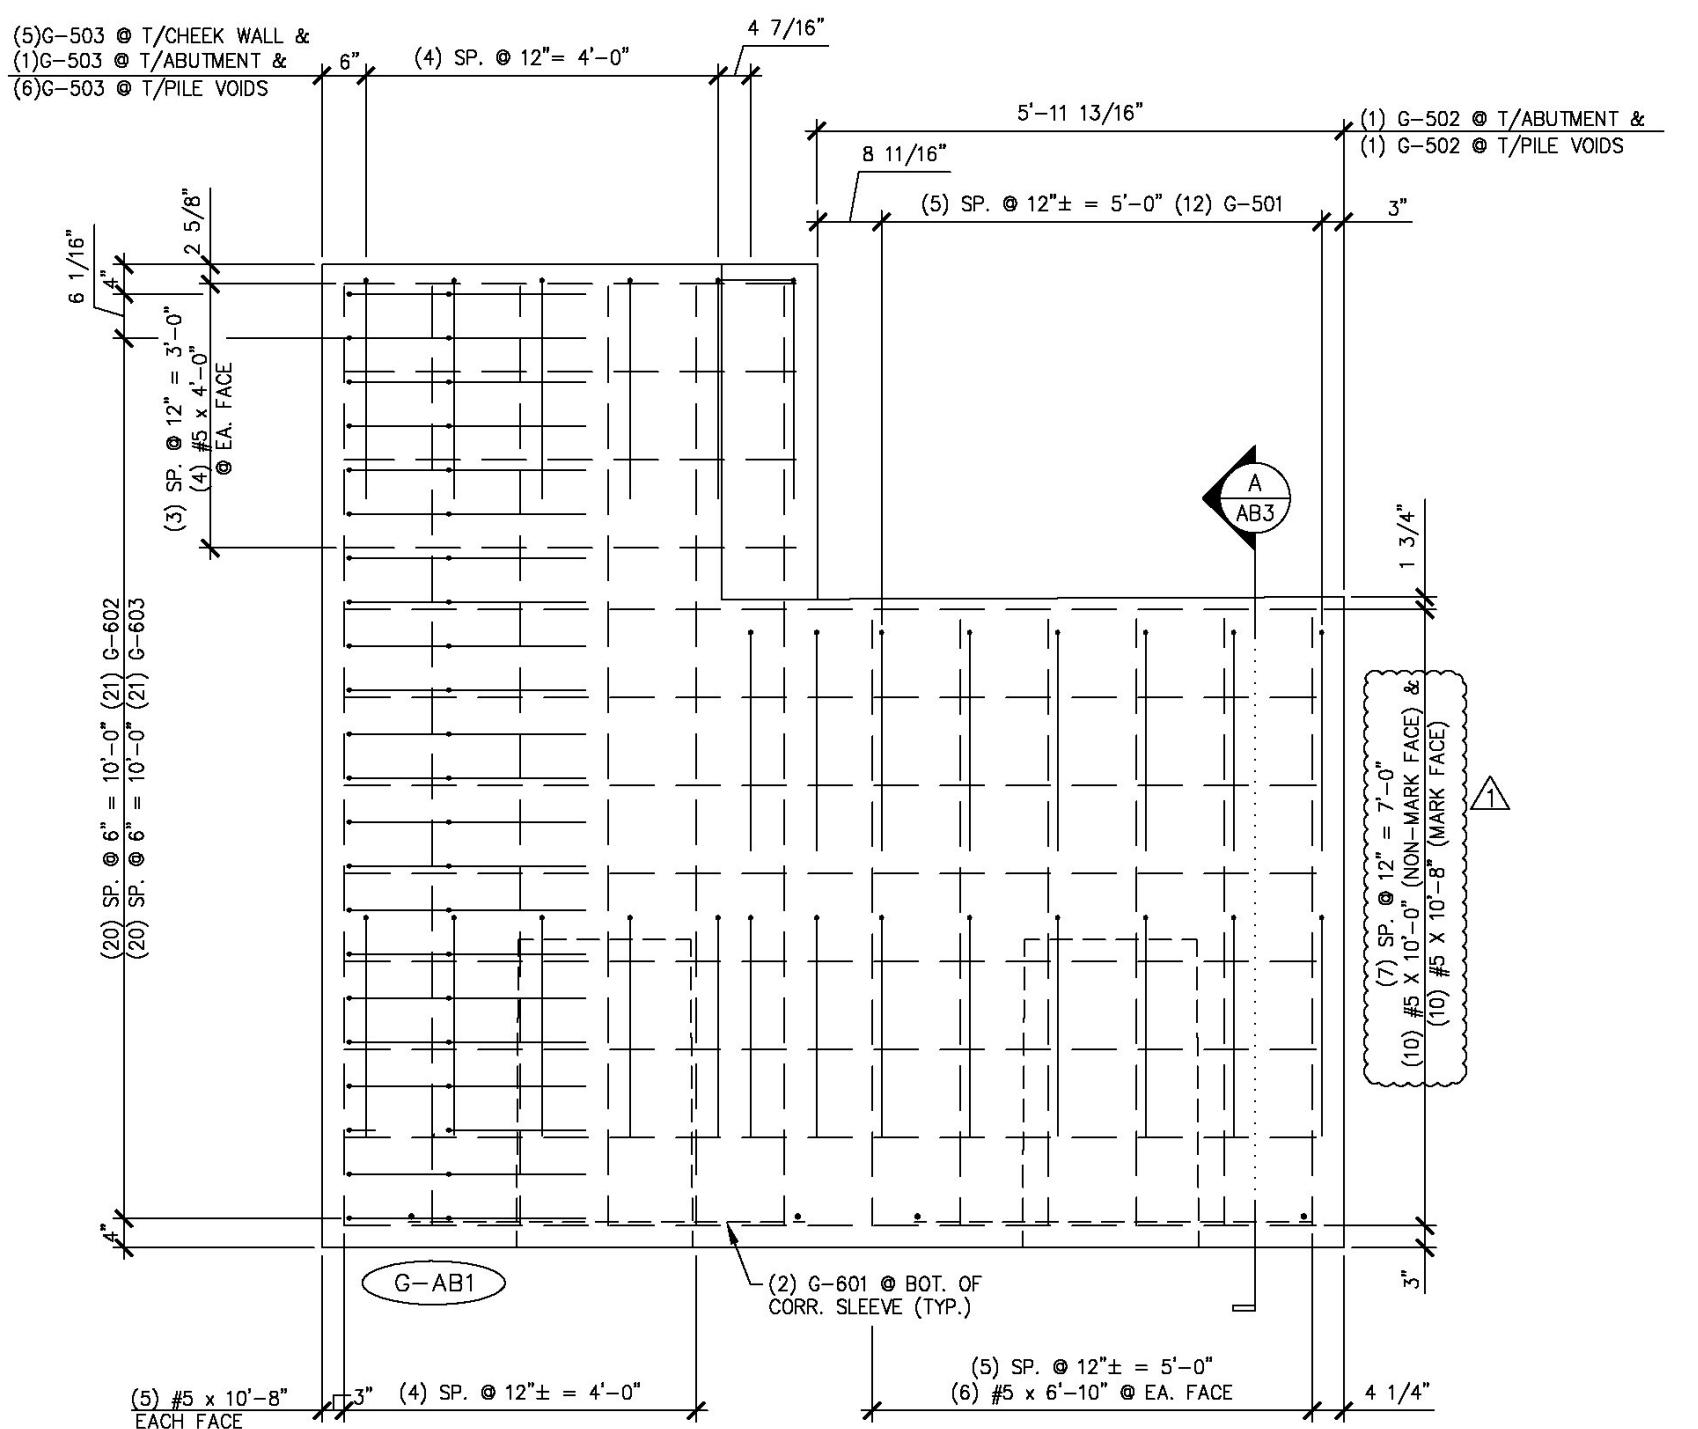 (5)G-503 @ T/CHEEK WALL &
(1)G-503 @ T/ABUTMENT &
(6)G-503 @ T/PILE VOIDS
6"
(4) SP. @ 12"= 4'-0"
4 7/16"
5'-11 13/16"
(1) G-502 @ T/ABUTMENT &
(1) G-502 @ T/PILE VOIDS
8 11/16"
(5) SP. @ 12"± = 5'-0" (12) G-501
3"
2 5/8"
6 1/16"
4"
(3) SP. @ 12" = 3'-0"
(4) #5 x 4'-0"
@ EA. FACE
A
AB3
1 3/4"
(20) SP. @ 6" = 10'-0" (21) G-602
(20) SP. @ 6" = 10'-0" (21) G-603
(7) SP. @ 12" = 7'-0"
(10) #5 X 10'-0" (NON-MARK FACE) &
(10) #5 X 10'-8" (MARK FACE)
1
4"
3"
G-AB1
(2) G-601 @ BOT. OF
CORR. SLEEVE (TYP.)
(5) #5 x 10'-8"
EACH FACE
3"
(4) SP. @ 12"± = 4'-0"
(5) SP. @ 12"± = 5'-0"
(6) #5 x 6'-10" @ EA. FACE
4 1/4"